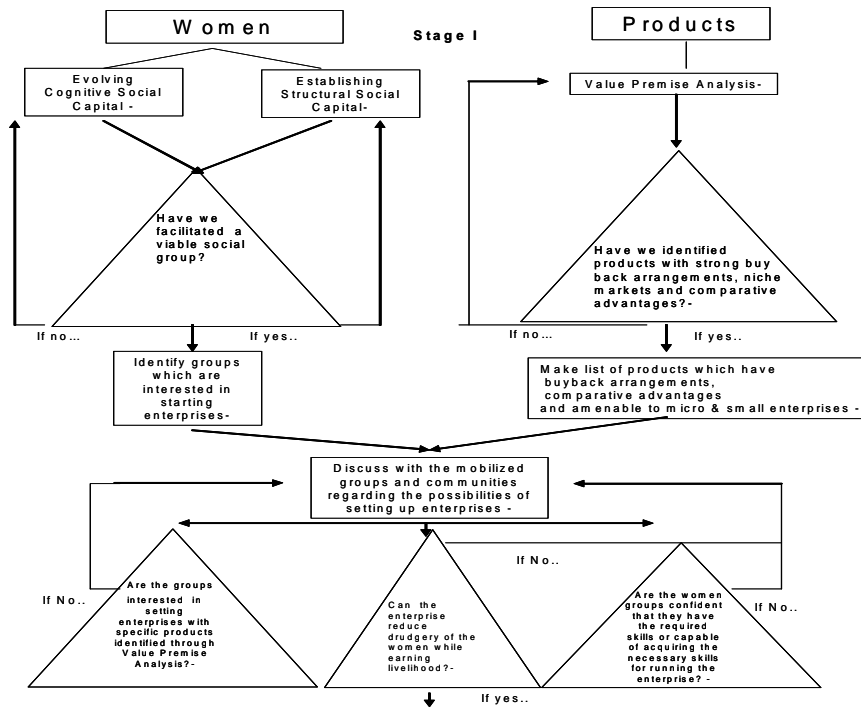 Women
Stage I
Products
Evolving
Cognitive Social
Capital -
Establishing
Structural Social
Capital-
Value Premise Analysis-
Have we
facilitated a
viable social
group?
Have we identified
products with strong buy
back arrangements, niche
markets and comparative
advantages?-
If no...
If yes..
If no...
If yes..
Identify groups
which are
interested in
starting
enterprises-
Make list of products which have
buyback arrangements,
comparative advantages
and amenable to micro & small enterprises -
Discuss with the mobilized
groups and communities
regarding the possibilities of
setting up enterprises -
If No..
Are the groups
interested in
setting
enterprises with
specific products
identified through
Value Premise
Analysis?-
Can the
enterprise
reduce
drudgery of the
women while
earning
livelihood?-
If No...
Are the women
groups confident
that they have
the required
skills or capable
of acquiring the
necessary skills
for running the
enterprise? -
If No..
If yes..